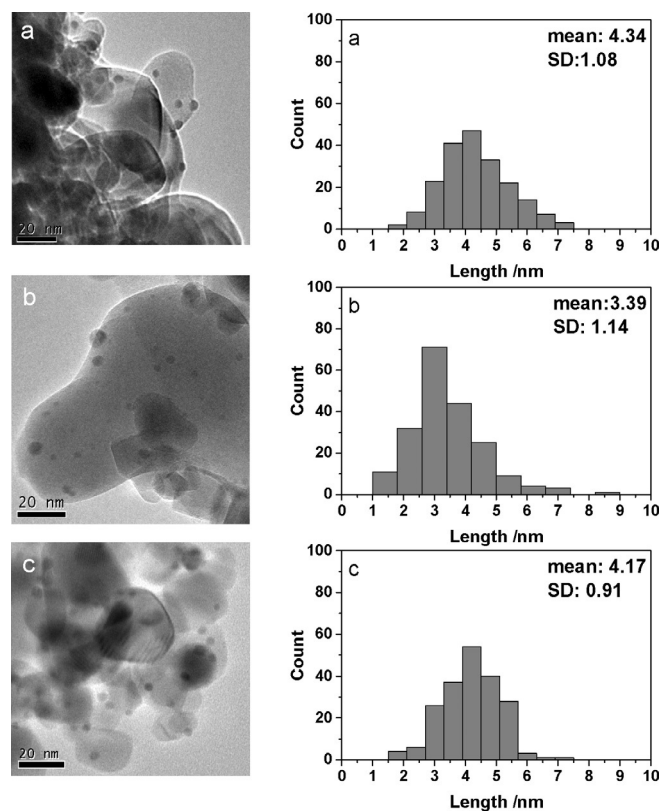 a
20 nm
a
mean: 4.34
SD:1.08
100
80
60
40
20
0
Count
0 1 2 3 4 5 6 7 8 9 10
Length /nm
b
20 nm
b
mean:3.39
SD: 1.14
100
80
60
40
20
0
Count
0 1 2 3 4 5 6 7 8 9 10
Length /nm
c
20 nm
c
mean: 4.17
SD: 0.91
100
80
60
40
20
0
Count
0 1 2 3 4 5 6 7 8 9 10
Length /nm